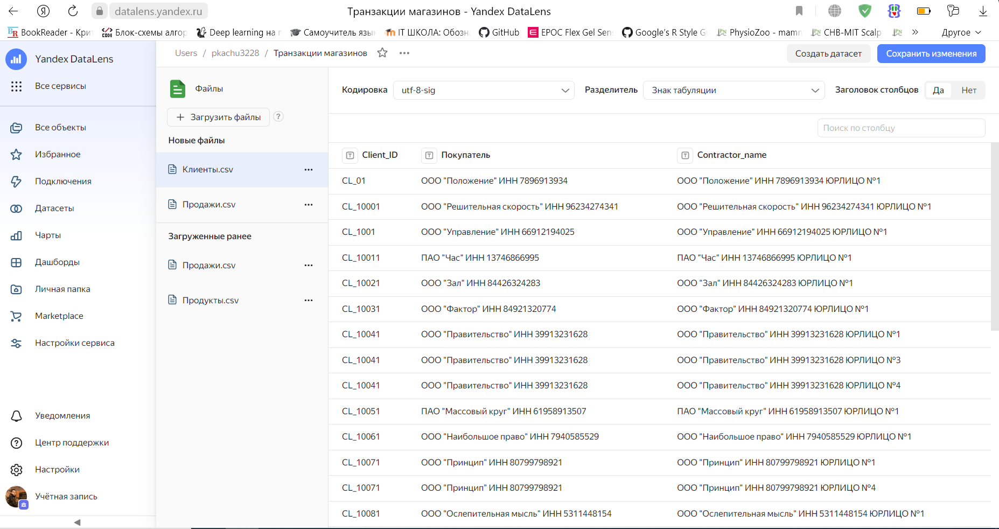 datalens.yandex.ru
Транзакции магазинов - Yandex DataLens
BookReader - Крит
Блок-схемы алгор
Deep learning на
Самоучитель язы
IT ШКОЛА: Обозн
GitHub
EPOC Flex Gel Sens
Google's R Style G
PhysioZoo - mamm
CHB-MIT Scalp
Другое
Yandex DataLens
Все сервисы
Все объекты
Избранное
Подключения
Датасеты
Чарты
Дашборды
Личная папка
Marketplace
Настройки сервиса
Уведомления
Центр поддержки
Настройки
Учётная запись
Users / pkachu3228 / Транзакции магазинов
Создать датасет
Сохранить изменения
Файлы
+ Загрузить файлы ?
Новые файлы
Клиенты.csv
Продажи.csv
Загруженные ранее
Продажи.csv
Продукты.csv
Кодировка utf-8-sig Разделитель Знак табуляции Заголовок столбцов Да Нет
Поиск по столбцу
Client_ID Покупатель Contractor_name
CL_01 ООО "Положение" ИНН 7896913934 ООО "Положение" ИНН 7896913934 ЮРЛИЦО №1
CL_10001 ООО "Решительная скорость" ИНН 96234274341 ООО "Решительная скорость" ИНН 96234274341 ЮРЛИЦО №1
CL_1001 ООО "Управление" ИНН 66912194025 ООО "Управление" ИНН 66912194025 ЮРЛИЦО №1
CL_10011 ПАО "Час" ИНН 13746866995 ПАО "Час" ИНН 13746866995 ЮРЛИЦО №1
CL_10021 ООО "Зал" ИНН 84426324283 ООО "Зал" ИНН 84426324283 ЮРЛИЦО №1
CL_10031 ООО "Фактор" ИНН 84921320774 ООО "Фактор" ИНН 84921320774 ЮРЛИЦО №1
CL_10041 ООО "Правительство" ИНН 39913231628 ООО "Правительство" ИНН 39913231628 ЮРЛИЦО №1
CL_10041 ООО "Правительство" ИНН 39913231628 ООО "Правительство" ИНН 39913231628 ЮРЛИЦО №3
CL_10041 ООО "Правительство" ИНН 39913231628 ООО "Правительство" ИНН 39913231628 ЮРЛИЦО №4
CL_10051 ПАО "Массовый круг" ИНН 61958913507 ПАО "Массовый круг" ИНН 61958913507 ЮРЛИЦО №1
CL_10061 ООО "Наибольшое право" ИНН 7940585529 ООО "Наибольшое право" ИНН 7940585529 ЮРЛИЦО №1
CL_10071 ООО "Принцип" ИНН 80799798921 ООО "Принцип" ИНН 80799798921 ЮРЛИЦО №1
CL_10071 ООО "Принцип" ИНН 80799798921 ООО "Принцип" ИНН 80799798921 ЮРЛИЦО №4
CL_10081 ООО "Ослепительная мысль" ИНН 5311448154 ООО "Ослепительная мысль" ИНН 5311448154 ЮРЛИЦО №1